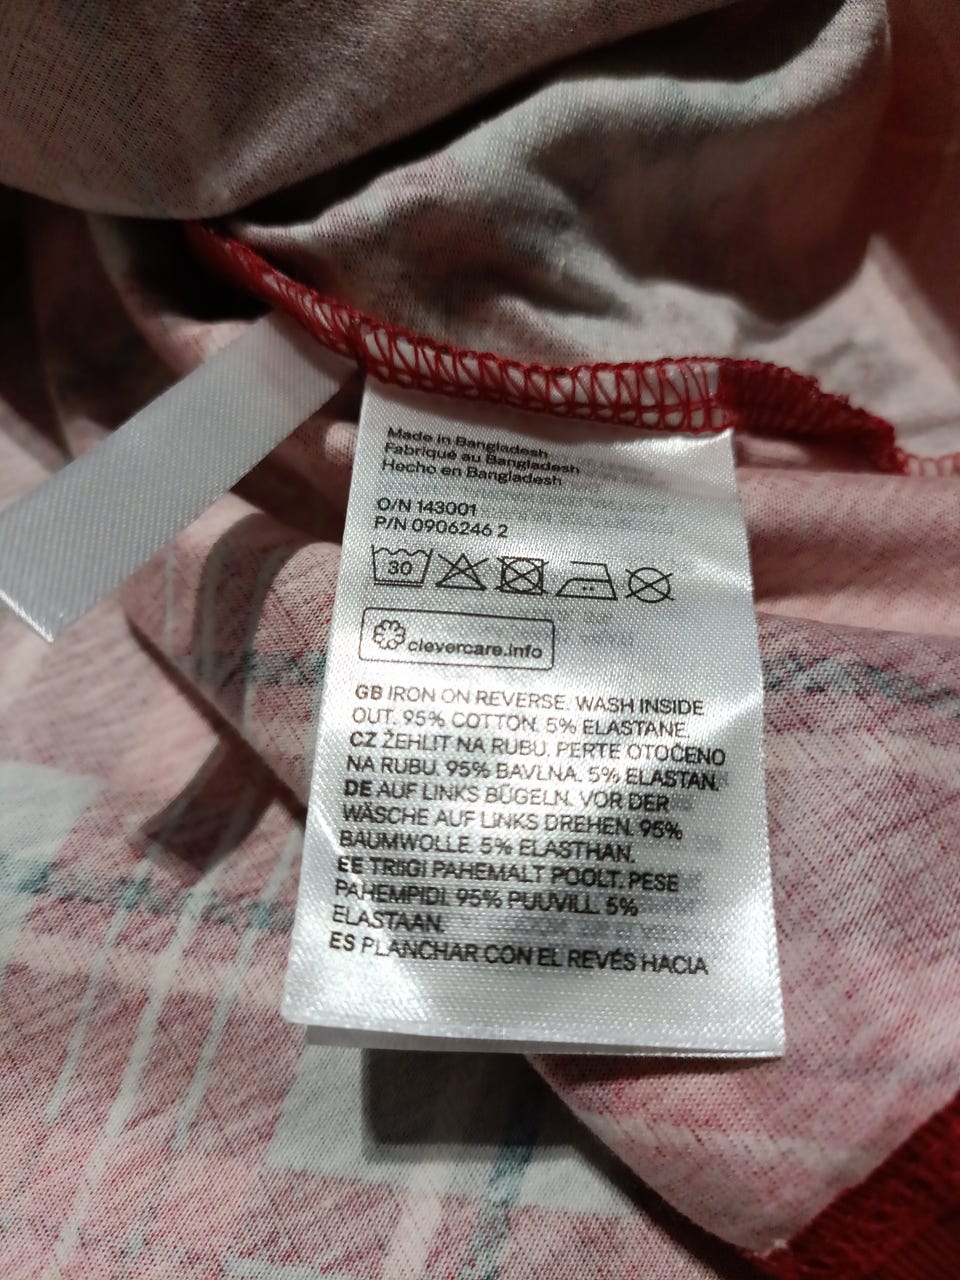 Made in Bangladesh
Fabriqué au Bangladesh
Hecho en Bangladesh
O/N 143001
P/N 0906246 2
30
clevercare.info
GB IRON ON REVERSE. WASH INSIDE
OUT. 95% COTTON. 5% ELASTANE.
CZ ŽEHLIT NA RUBU. PERTE OTOČENO
NA RUBU. 95% BAVLNA. 5% ELASTAN.
DE AUF LINKS BÜGELN. VOR DER
WÄSCHE AUF LINKS DREHEN. 95%
BAUMWOLLE. 5% ELASTHAN.
EE TRIIGI PAHEMALT POOLT. PESE
PAHEMPIDI. 95% PUUVILL. 5%
ELASTAAN.
ES PLANCHAR CON EL REVÉS HACIA